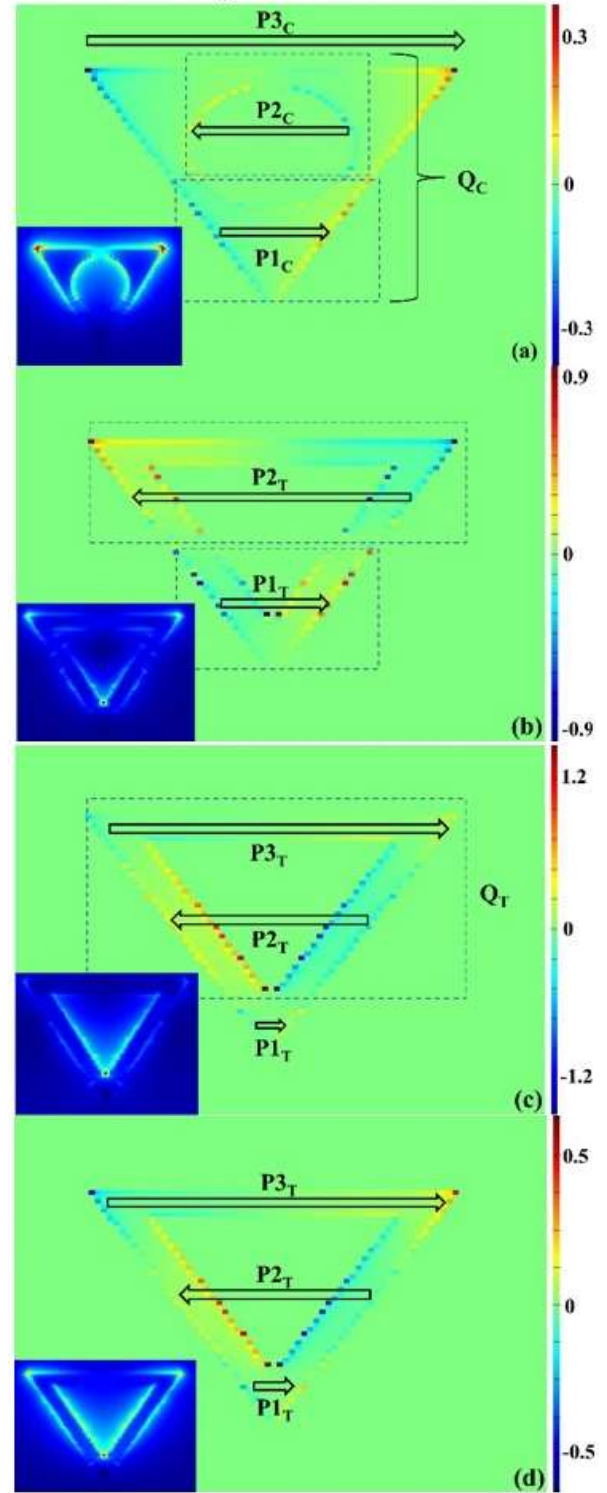 P3C
0.3
P2C
0
QC
P1C
-0.3
(a)
0.9
P2T
0
P1T
(b)
-0.9
1.2
P3T
QT
0
P2T
P1T
-1.2
(c)
0.5
P3T
P2T
0
P1T
-0.5
(d)